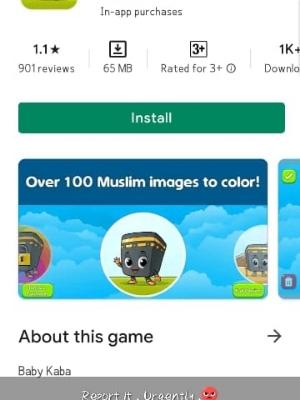 In-app purchases
1.1★
901 reviews
65 MB
3+
Rated for 3+
1K+
Downlo
Install
Over 100 Muslim images to color!
About this game
Baby Kaba
Report It . Urgently .